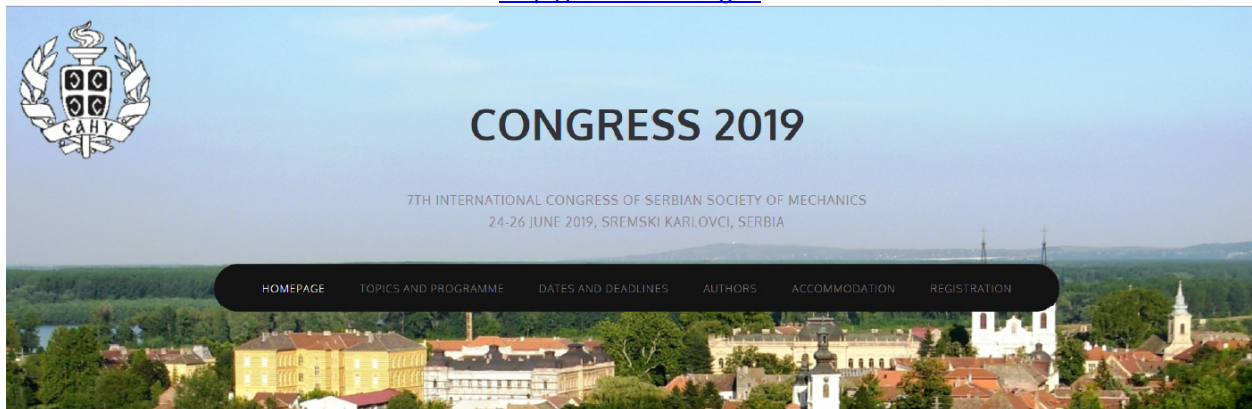 САНУ
CONGRESS 2019
7TH INTERNATIONAL CONGRESS OF SERBIAN SOCIETY OF MECHANICS
24-26 JUNE 2019, SREMSKI KARLOVCI, SERBIA
HOMEPAGE TOPICS AND PROGRAMME DATES AND DEADLINES AUTHORS ACCOMMODATION REGISTRATION